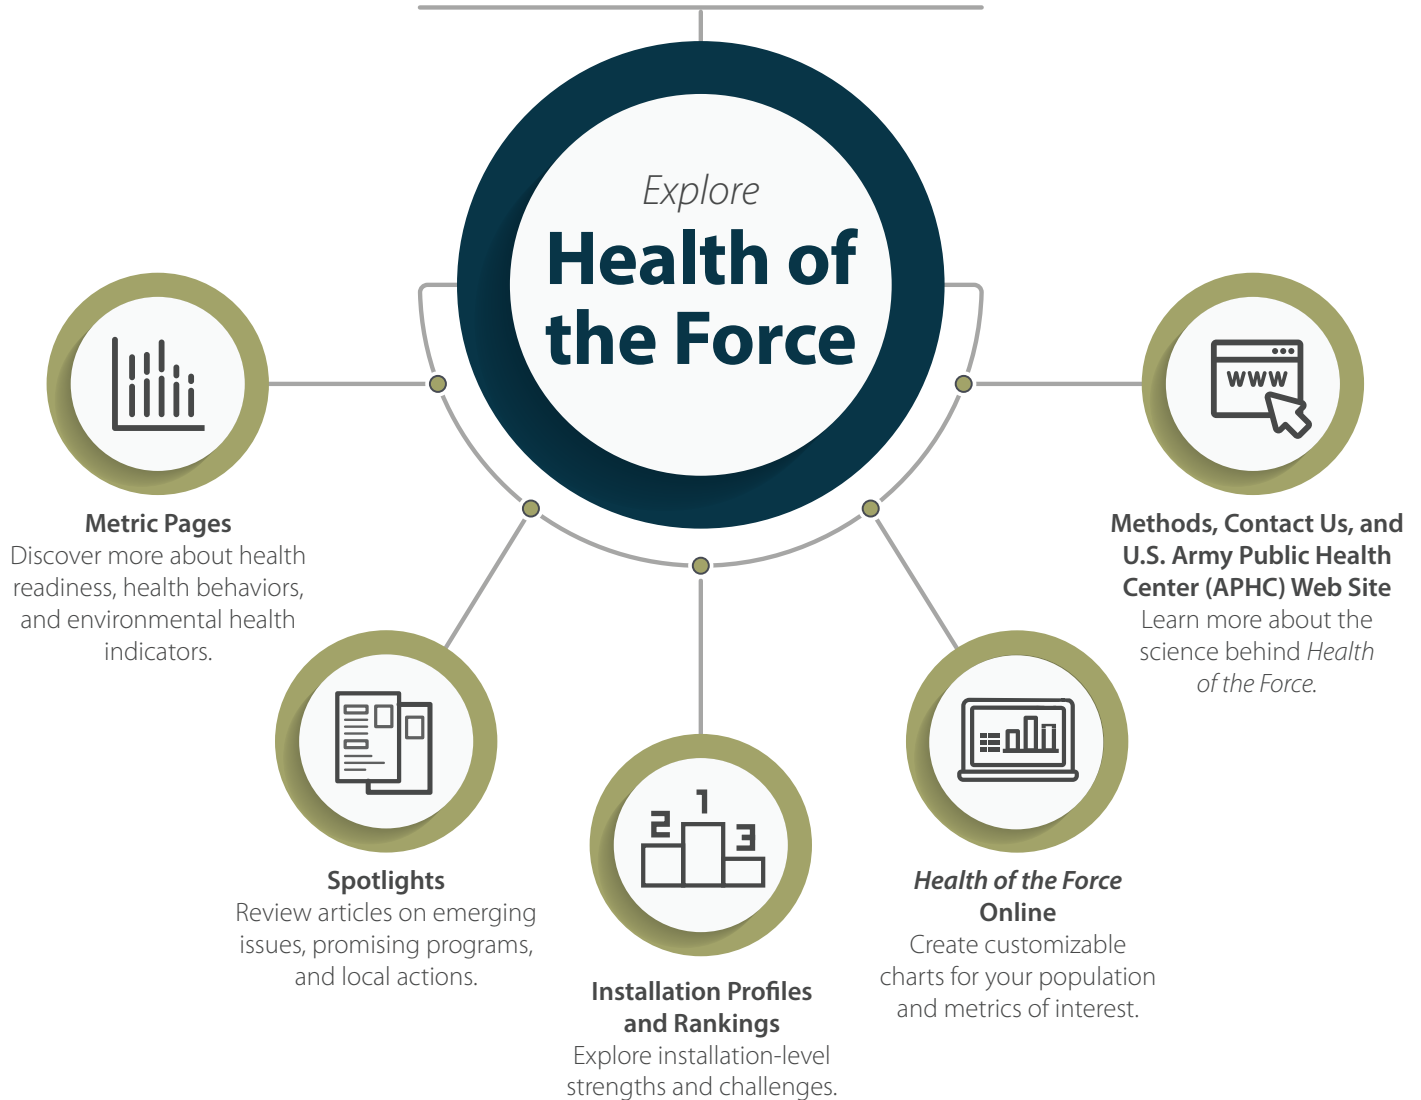 Explore
Health of
the Force
Metric Pages
Discover more about health
readiness, health behaviors,
and environmental health
indicators.
Spotlights
Review articles on emerging
issues, promising programs,
and local actions.
2
1
3
Installation Profiles
and Rankings
Explore installation-level
strengths and challenges.
Health of the Force
Online
Create customizable
charts for your population
and metrics of interest.
www
Methods, Contact Us, and
U.S. Army Public Health
Center (APHC) Web Site
Learn more about the
science behind Health
of the Force.